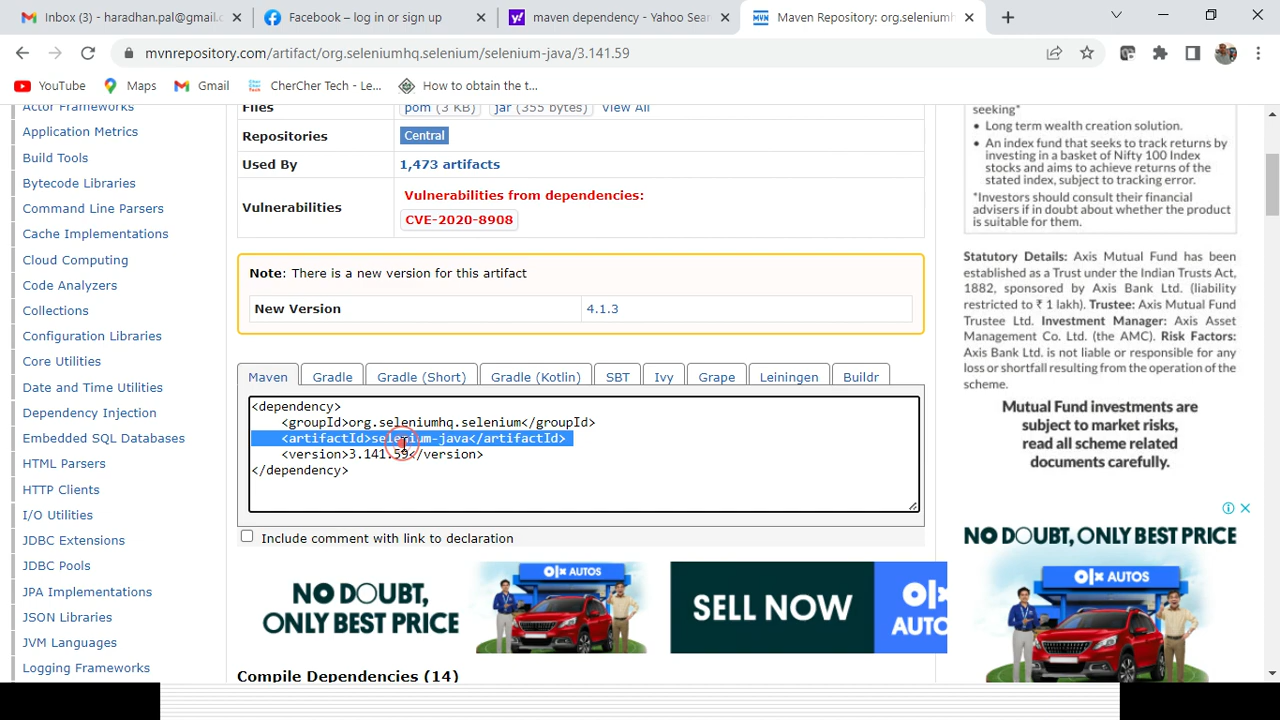 Inbox (3) - haradhan.pal@gmail.
Facebook – log in or sign up
maven dependency - Yahoo Sear
Maven Repository: org.seleniumh
mvnrepository.com/artifact/org.seleniumhq.selenium/selenium-java/3.141.59
YouTube
Maps
Gmail
CherCher Tech - Le...
How to obtain the t...
Actor Frameworks
Application Metrics
Build Tools
Bytecode Libraries
Command Line Parsers
Cache Implementations
Cloud Computing
Code Analyzers
Collections
Configuration Libraries
Core Utilities
Date and Time Utilities
Dependency Injection
Embedded SQL Databases
HTML Parsers
HTTP Clients
I/O Utilities
JDBC Extensions
JDBC Pools
JPA Implementations
JSON Libraries
JVM Languages
Logging Frameworks
Files pom (3 KB) jar (355 bytes) View All
Repositories Central
Used By 1,473 artifacts
Vulnerabilities
Vulnerabilities from dependencies:
CVE-2020-8908
Note: There is a new version for this artifact
New Version 4.1.3
Maven Gradle Gradle (Short) Gradle (Kotlin) SBT Ivy Grape Leiningen Buildr
<dependency>
<groupId>org.seleniumhq.selenium</groupId>
<artifactId>selenium-java</artifactId>
<version>3.141.59</version>
</dependency>
Include comment with link to declaration
NO DOUBT,
ONLY BEST PRICE
olx AUTOS
SELL NOW
olx
AUTO
Compile Dependencies (14)
seeking*
• Long term wealth creation solution.
• An index fund that seeks to track returns by
investing in a basket of Nifty 100 Index
stocks and aims to achieve returns of the
stated index, subject to tracking error.
*Investors should consult their financial
advisers if in doubt about whether the product
is suitable for them.
Statutory Details: Axis Mutual Fund has been
established as a Trust under the Indian Trusts Act,
1882, sponsored by Axis Bank Ltd. (liability
restricted to ₹ 1 lakh). Trustee: Axis Mutual Fund
Trustee Ltd. Investment Manager: Axis Asset
Management Co. Ltd. (the AMC). Risk Factors:
Axis Bank Ltd. is not liable or responsible for any
loss or shortfall resulting from the operation of the
scheme.
Mutual Fund investments are
subject to market risks,
read all scheme related
documents carefully.
NO DOUBT, ONLY BEST PRICE
olx AUTOS